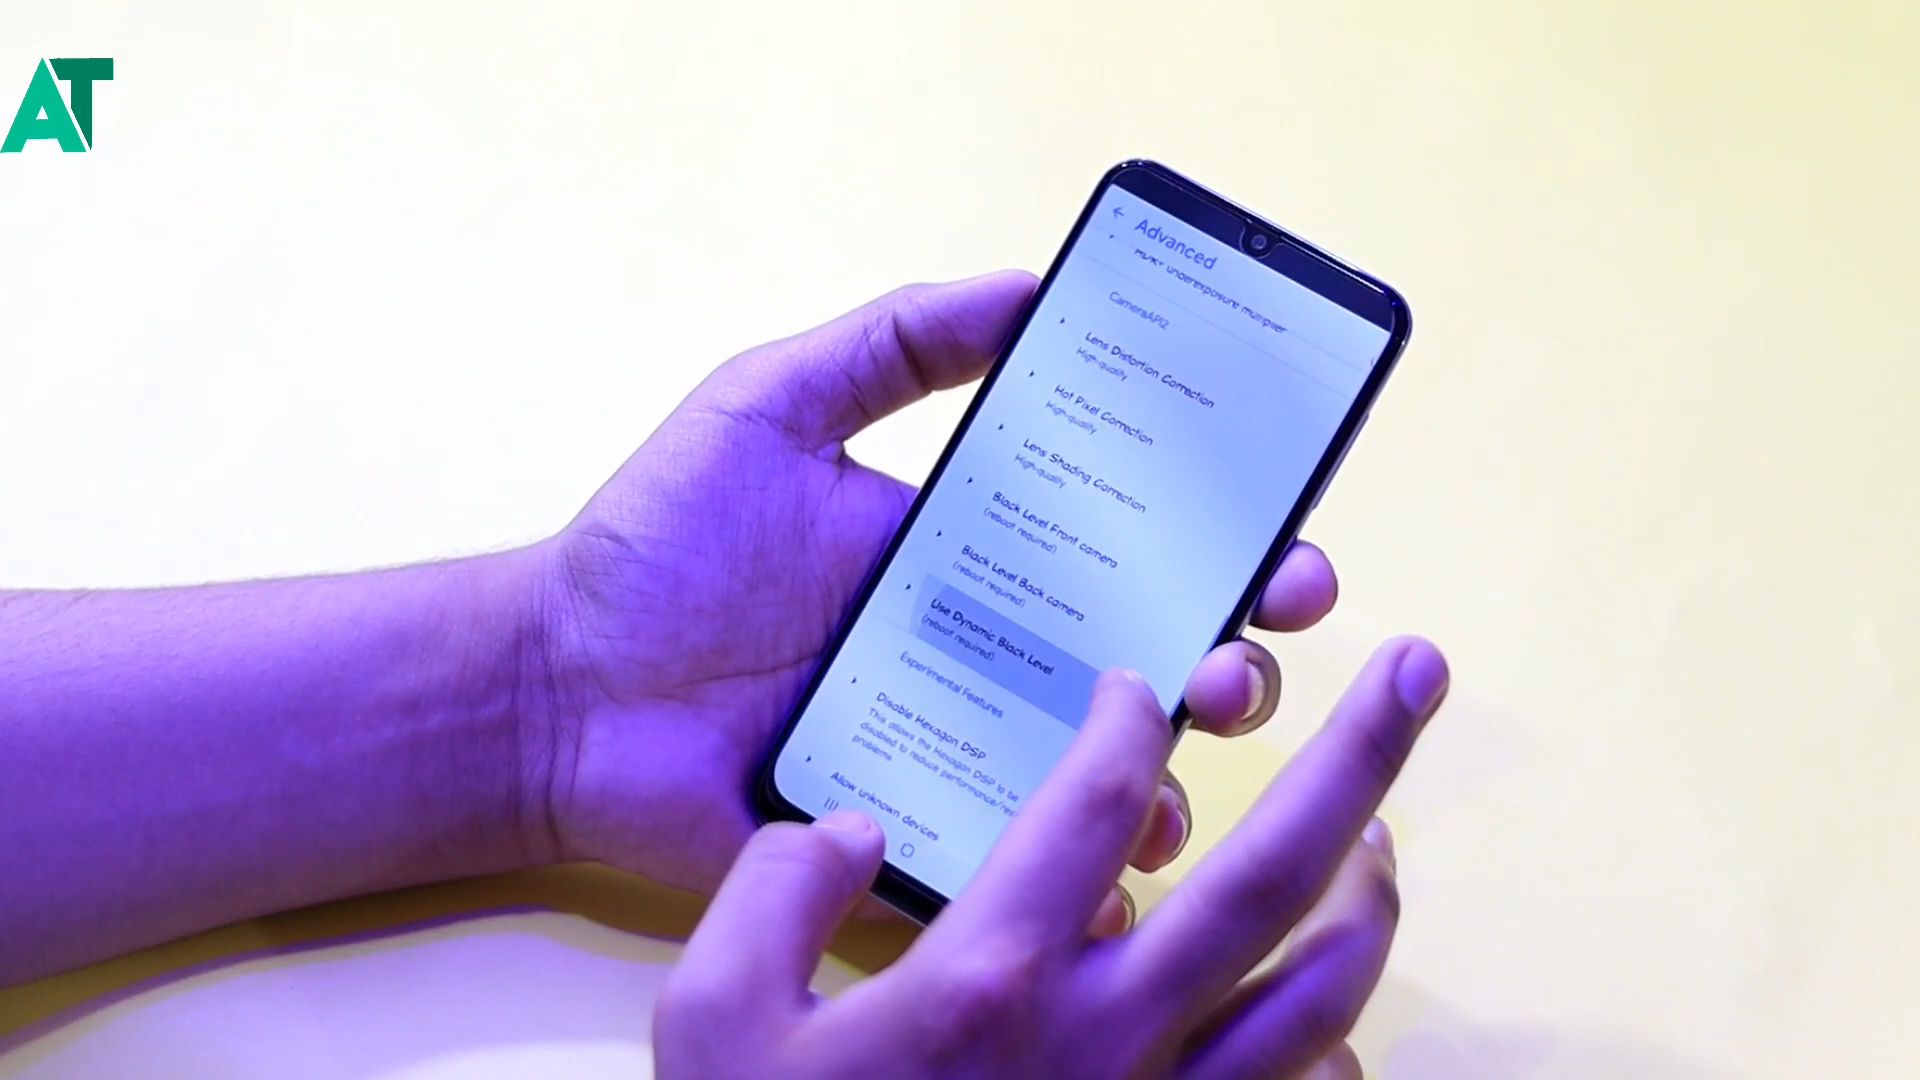 AT
Advanced
HDR+ underexposure multiplier
CameraAPI2
Lens Distortion Correction
High-quality
Hot Pixel Correction
High-quality
Lens Shading Correction
High-quality
Black Level Front camera
(reboot required)
Black Level Back camera
(reboot required)
Use Dynamic Black Level
(reboot required)
Experimental Features
Disable Hexagon DSP
This allows the Hexagon DSP to be
disabled to reduce performance/
problems
Allow unknown devices